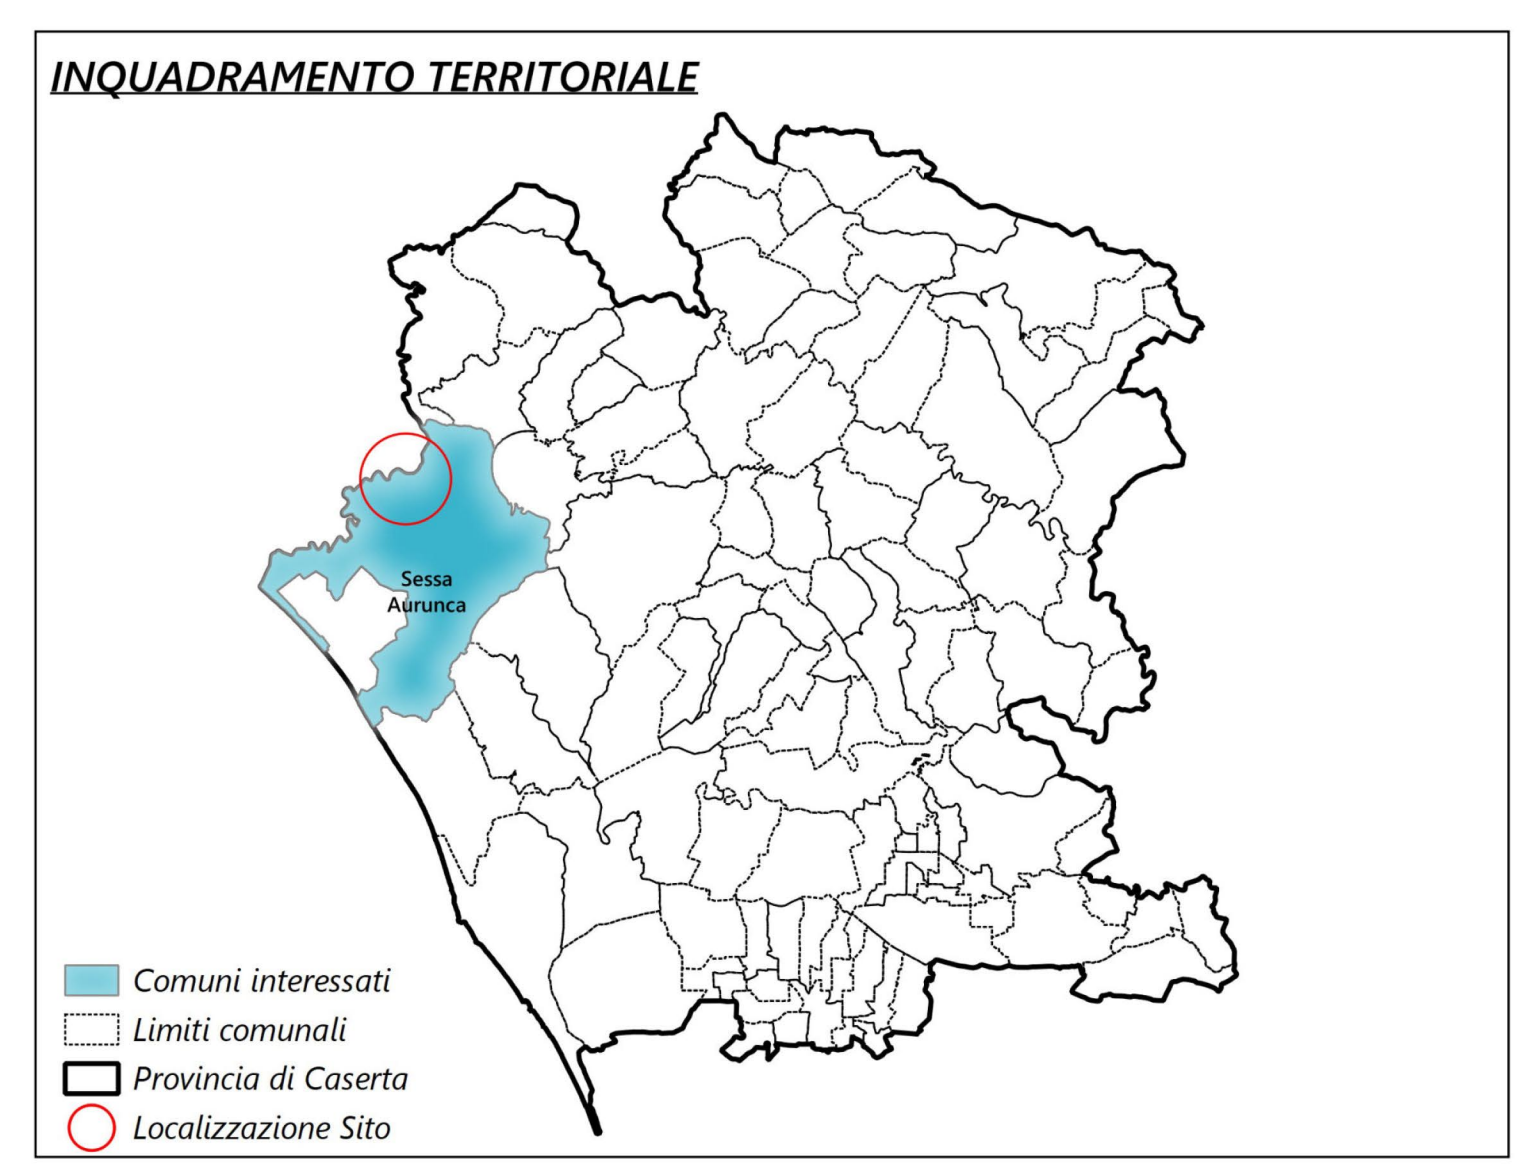 INQUADRAMENTO TERRITORIALE
Sessa
Aurunca
Comuni interessati
Limiti comunali
Provincia di Caserta
Localizzazione Sito